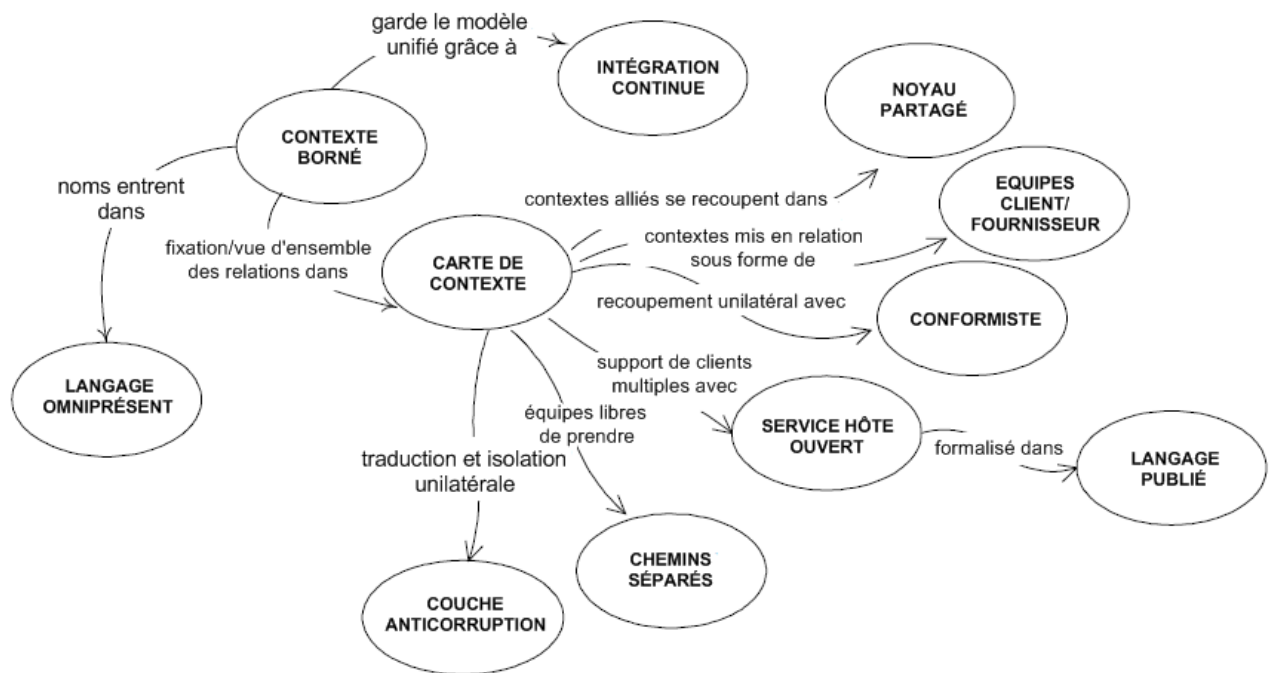 garde le modèle
unifié grâce à
INTÉGRATION
CONTINUE
NOYAU
PARTAGÉ
CONTEXTE
BORNÉ
noms entrent
dans
contextes alliés se recoupent dans
EQUIPES
CLIENT/
FOURNISSEUR
fixation/vue d'ensemble
des relations dans
CARTE DE
CONTEXTE
contextes mis en relation
sous forme de
recoupement unilatéral avec
CONFORMISTE
LANGAGE
OMNIPRÉSENT
support de clients
multiples avec
équipes libres
de prendre
SERVICE HÔTE
OUVERT
formalisé dans
LANGAGE
PUBLIÉ
traduction et isolation
unilatérale
CHEMINS
SÉPARÉS
COUCHE
ANTICORRUPTION